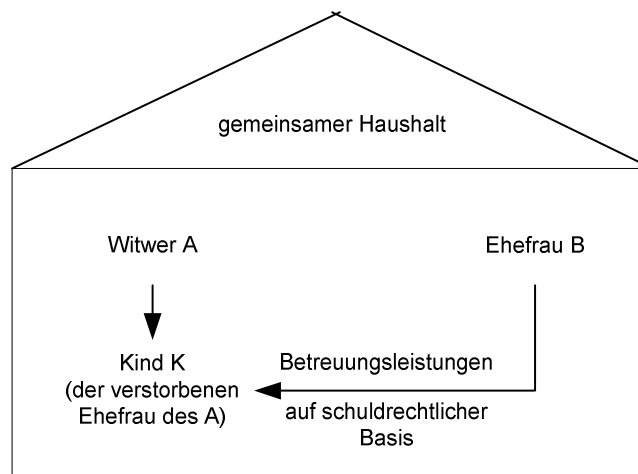 gemeinsamer Haushalt
Witwer A
Ehefrau B
Kind K
(der verstorbenen
Ehefrau des A)
Betreuungsleistungen
auf schuldrechtlicher
Basis